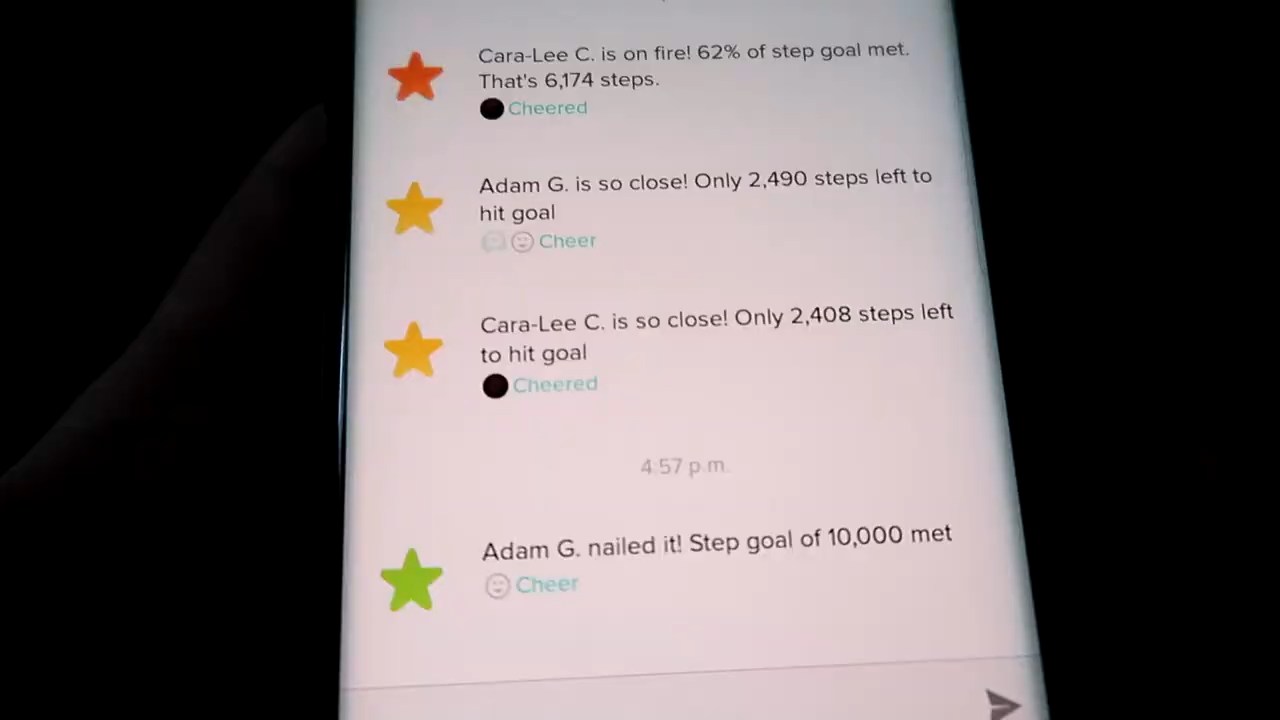 Cara-Lee C. is on fire! 62% of step goal met.
That's 6,174 steps.
Cheered
Adam G. is so close! Only 2,490 steps left to
hit goal
Cheer
Cara-Lee C. is so close! Only 2,408 steps left
to hit goal
Cheered
4:57 p.m.
Adam G. nailed it! Step goal of 10,000 met
Cheer